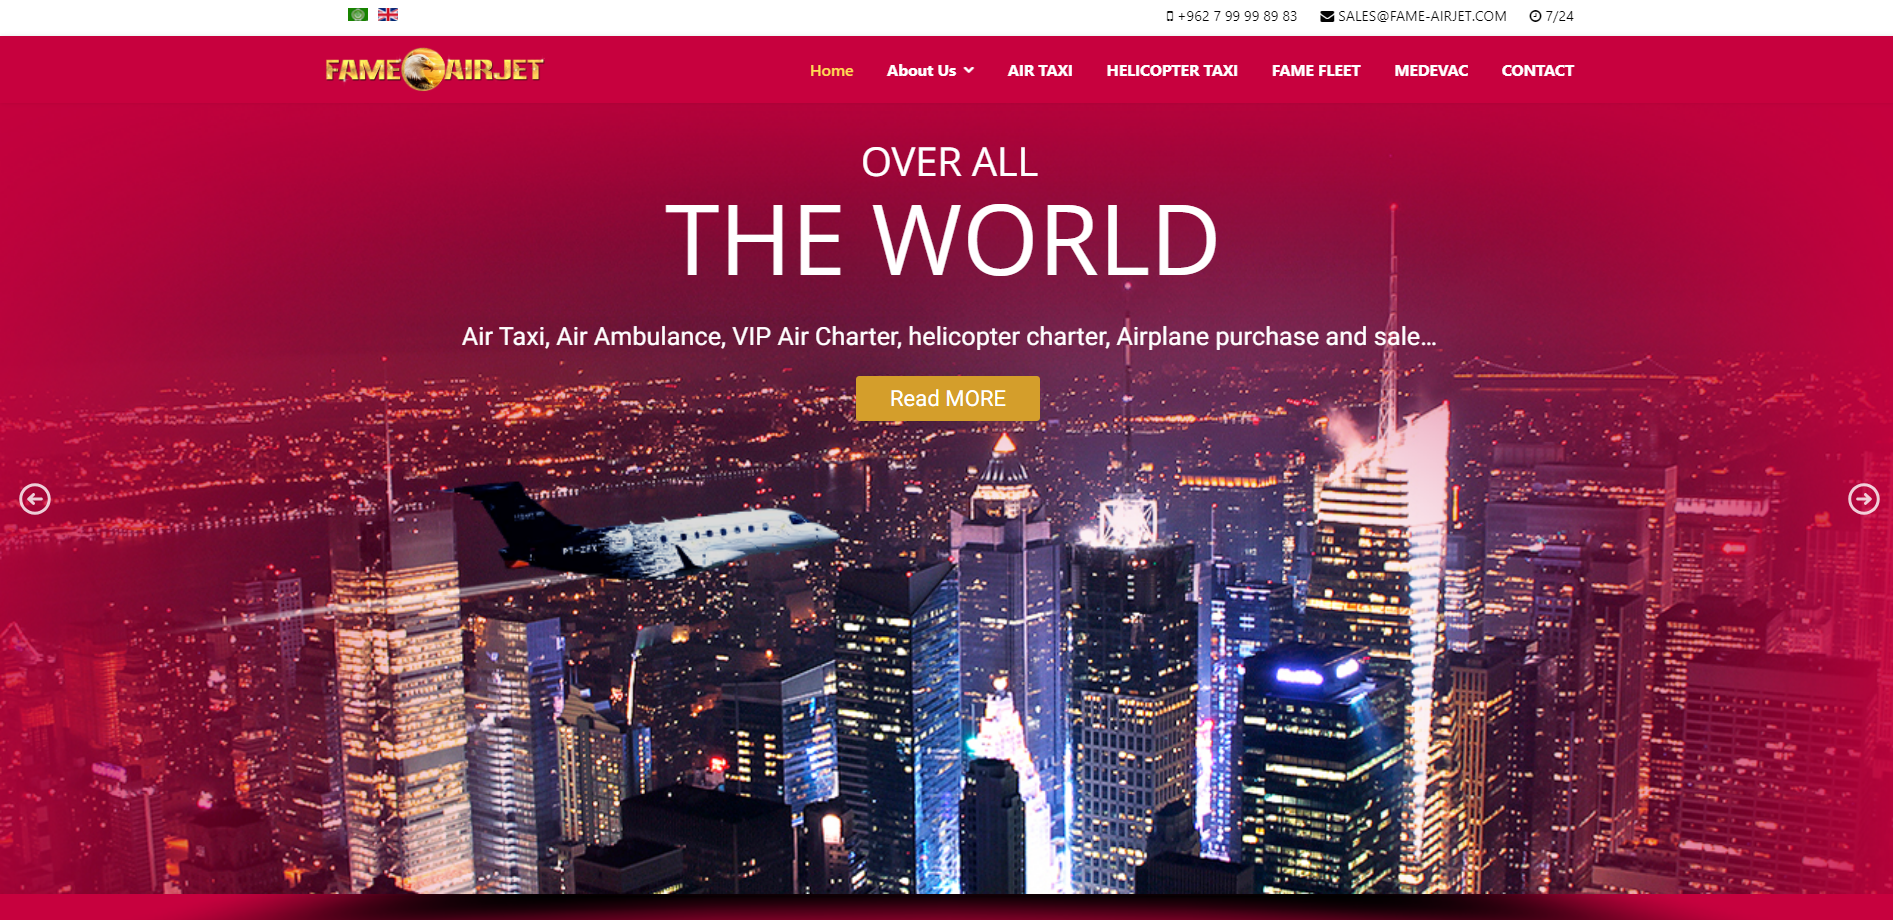 +962 7 99 99 89 83 SALES@FAME-AIRJET.COM 7/24
FAME AIRJET
Home About Us AIR TAXI HELICOPTER TAXI FAME FLEET MEDEVAC CONTACT
OVER ALL
THE WORLD
Air Taxi, Air Ambulance, VIP Air Charter, helicopter charter, Airplane purchase and sale...
Read MORE
PT-ZFK